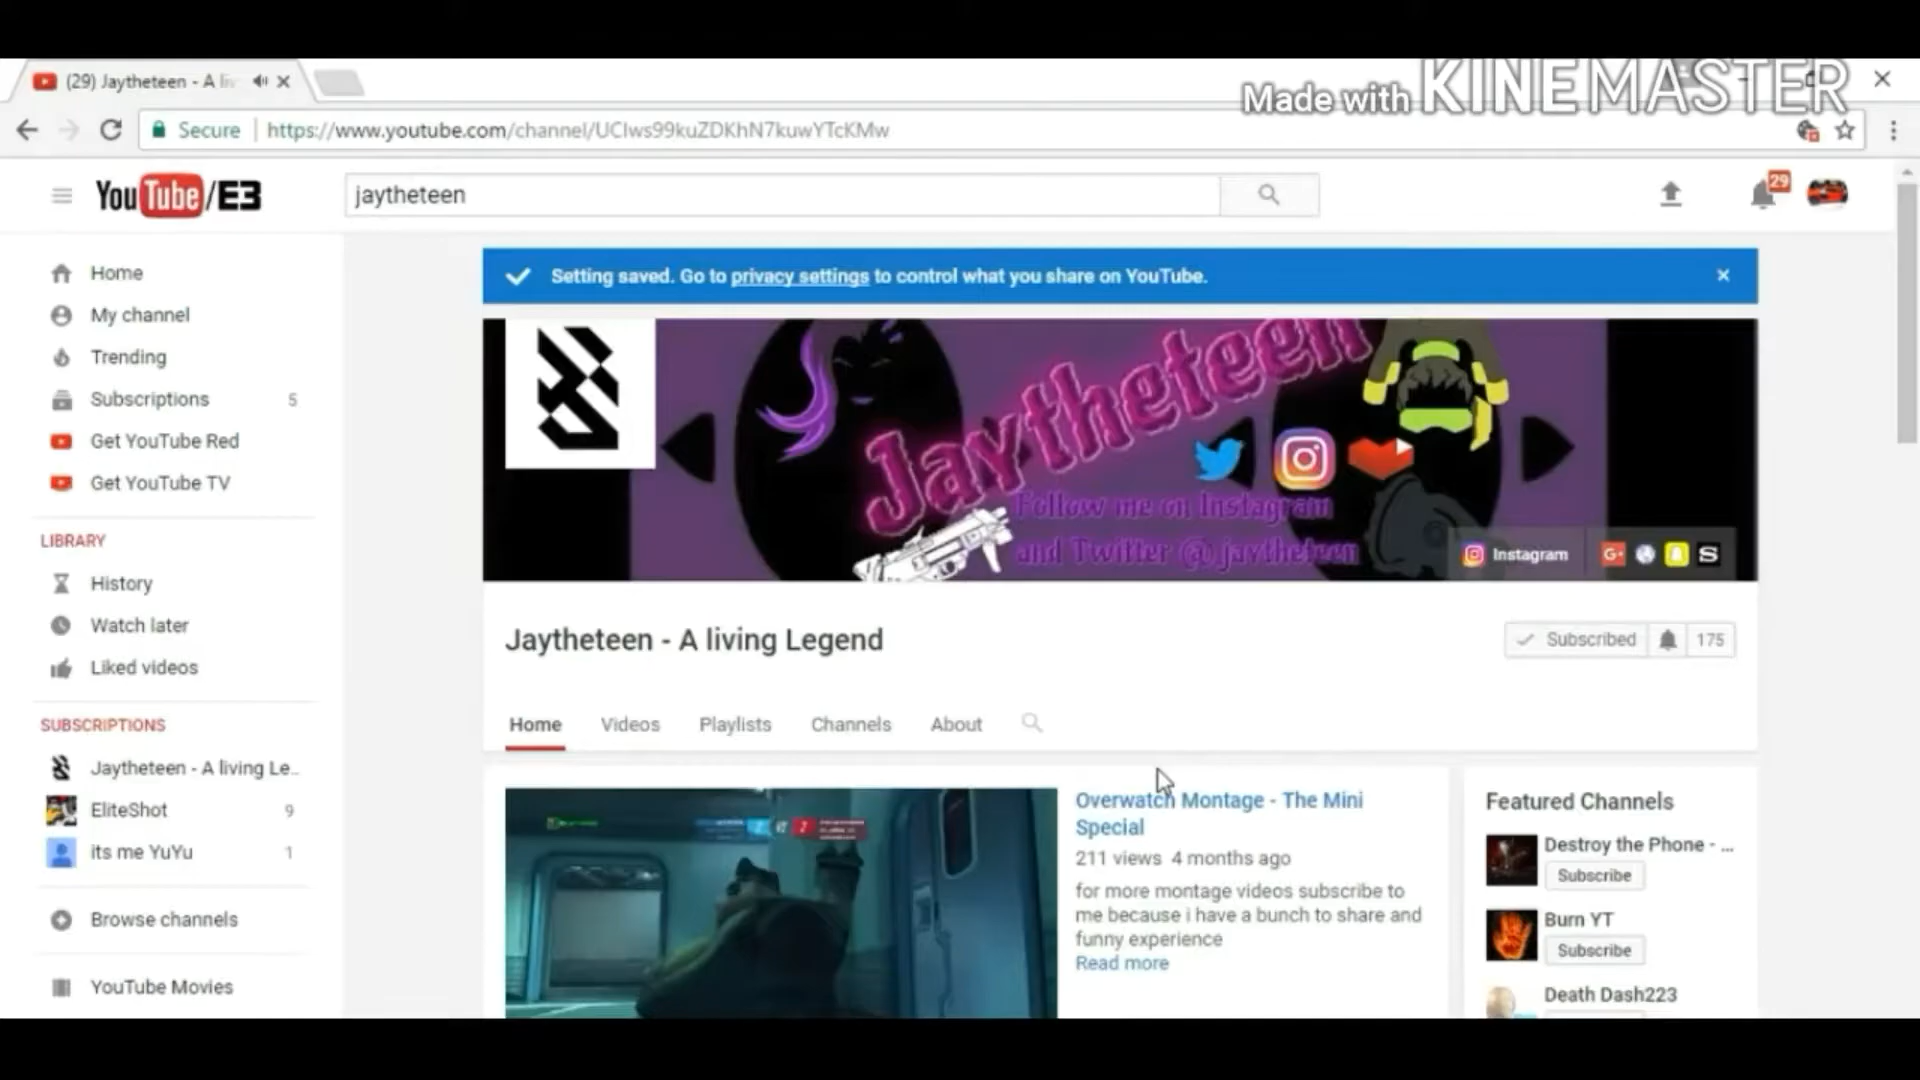 (29) Jaytheteen - A li
Made with KINEMASTER
Secure
https://www.youtube.com/channel/UCIws99kuZDKhN7kuwYTcKMw
YouTube/E3
jaytheteen
29
Home
My channel
Trending
Subscriptions 5
Get YouTube Red
Get YouTube TV
LIBRARY
History
Watch later
Liked videos
SUBSCRIPTIONS
Jaytheteen - A living Le...
EliteShot 9
its me YuYu 1
Browse channels
YouTube Movies
Setting saved. Go to privacy settings to control what you share on YouTube.
Jaytheteen
Follow me on Instagram
and Twitter @jaytheteen
Instagram
G+
S
Jaytheteen - A living Legend
Subscribed 175
Home Videos Playlists Channels About
Overwatch Montage - The Mini
Special
211 views 4 months ago
for more montage videos subscribe to
me because i have a bunch to share and
funny experience
Read more
Featured Channels
Destroy the Phone - ...
Subscribe
Burn YT
Subscribe
Death Dash223